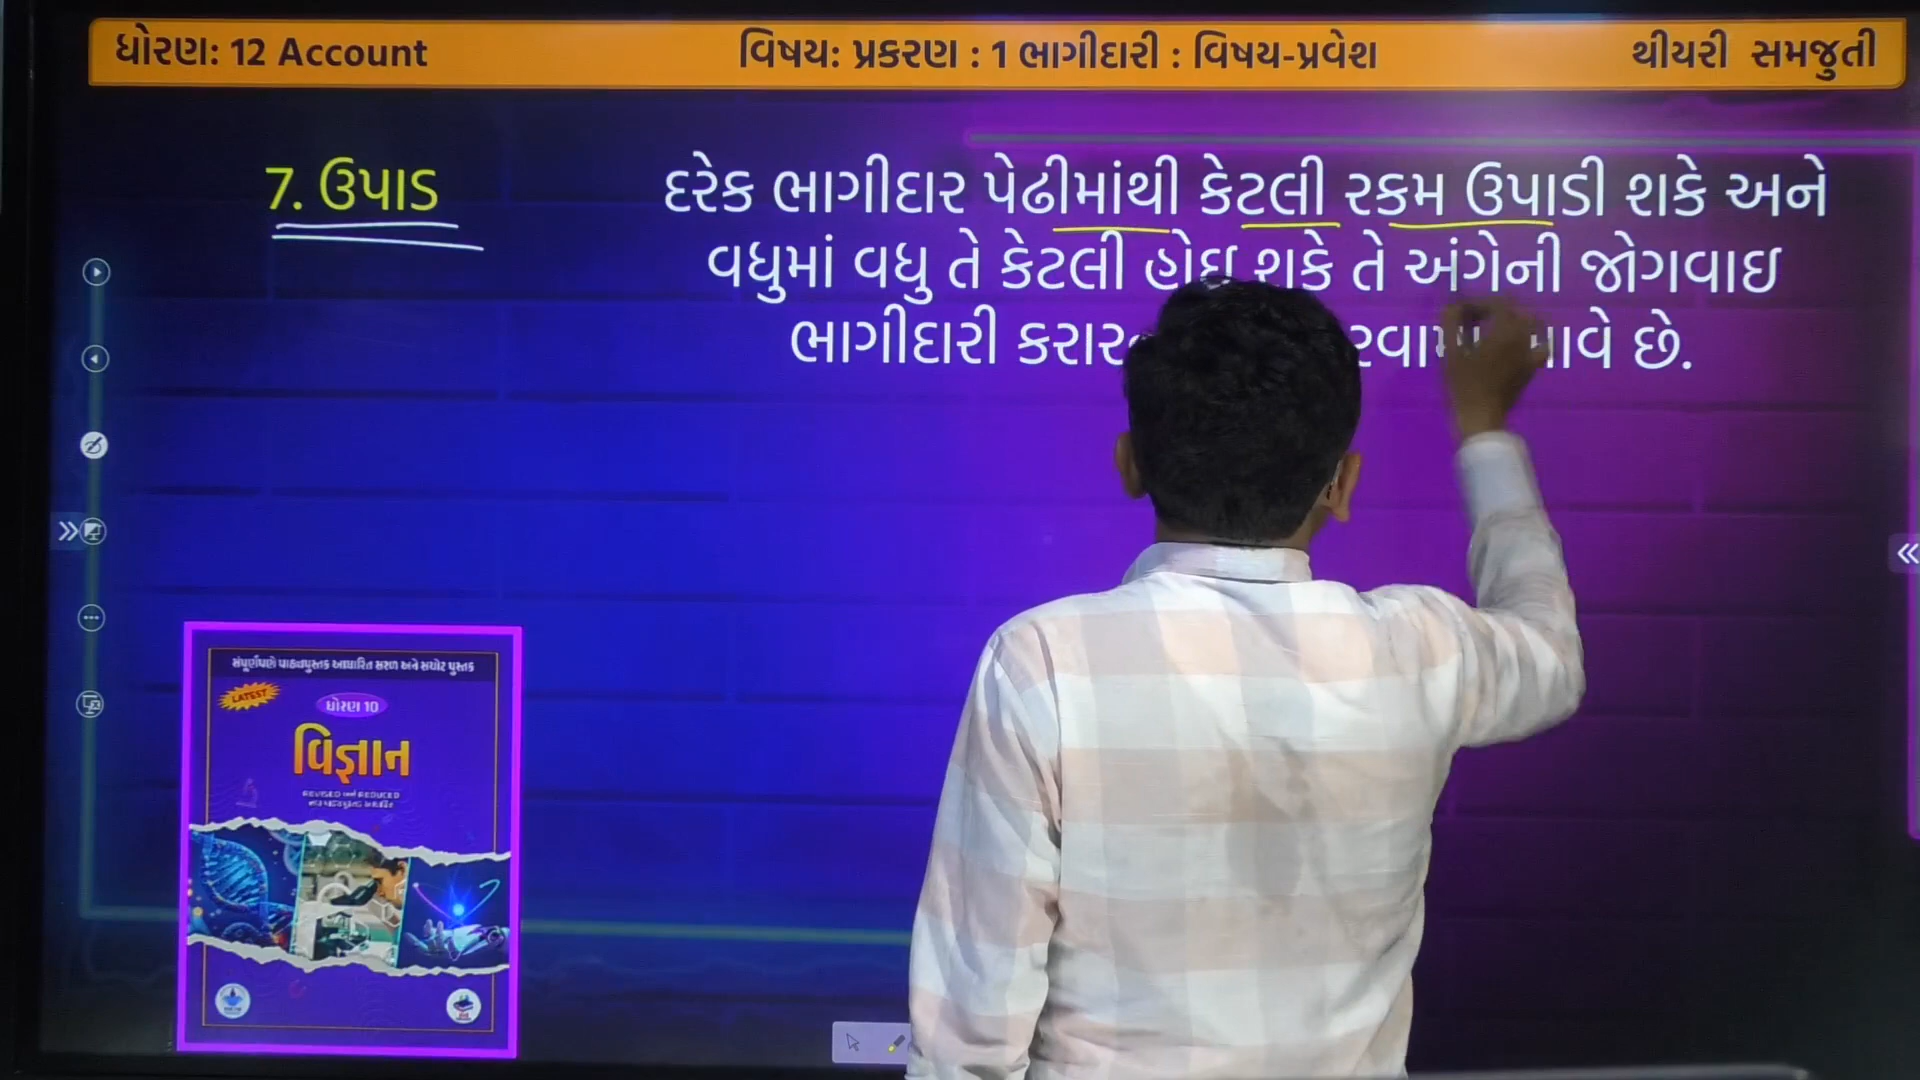 ધોરણ: 12 Account
વિષય: પ્રકરણ : 1 ભાગીદારી : વિષય-પ્રવેશ
થીયરી સમજુતી
7. ઉપાડ
દરેક ભાગીદાર પેઢીમાંથી કેટલી રકમ ઉપાડી શકે અને
વધુમાં વધુ તે કેટલી હોઇ શકે તે અંગેની જોગવાઇ
ભાગીદારી છે.
સંપૂર્ણપણે પાઠ્યપુસ્તક આધારિત સરળ અને સચોટ પુસ્તક
LATEST
ધોરણ 10
વિજ્ઞાન
REVISED and REDUCED